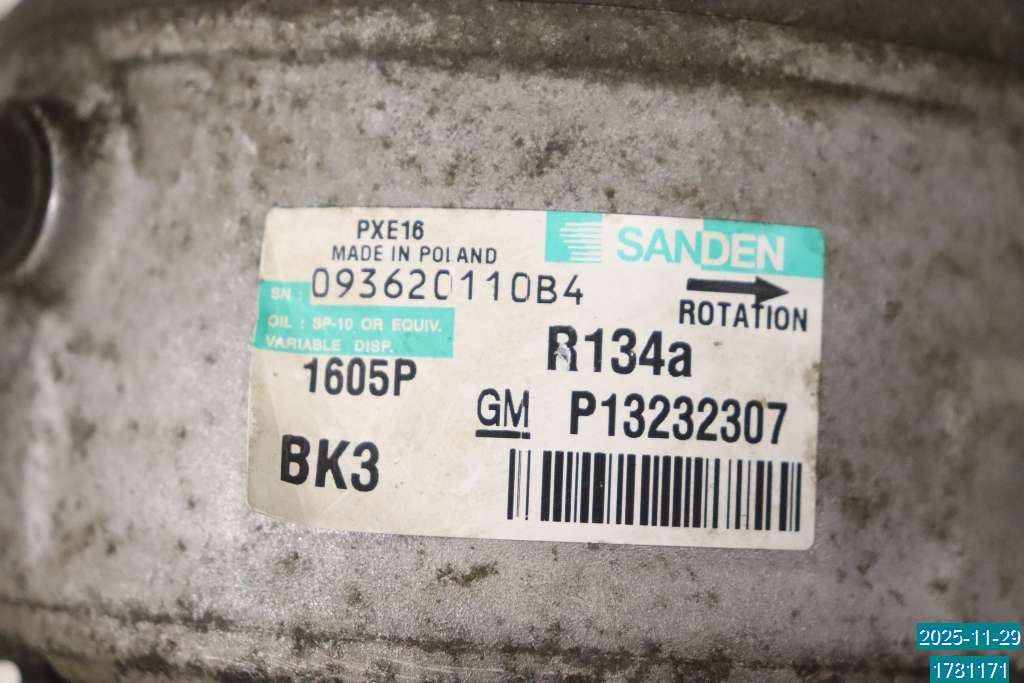 PXE16
MADE IN POLAND
SANDEN
SN : 093620110B4
ROTATION
OIL : SP-10 OR EQUIV.
VARIABLE DISP.
R134a
1605P
GM P13232307
BK3
2025-11-29
1781171